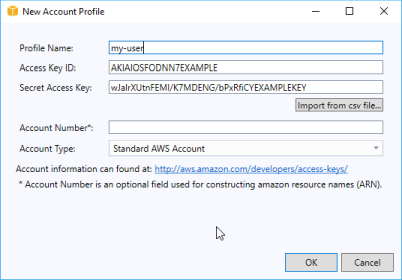 New Account Profile
Profile Name: my-user
Access Key ID: AKIAIOSFODNN7EXAMPLE
Secret Access Key: wJalrXUtnFEMI/K7MDENG/bPxRfiCYEXAMPLEKEY
Import from csv file...
Account Number*:
Account Type: Standard AWS Account
Account information can found at: http://aws.amazon.com/developers/access-keys/
* Account Number is an optional field used for constructing amazon resource names (ARN).
OK Cancel